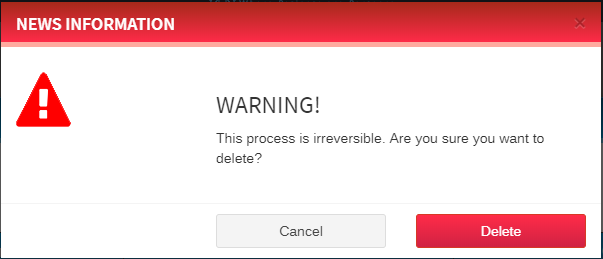 NEWS INFORMATION
×
WARNING!
This process is irreversible. Are you sure you want to
delete?
Cancel
Delete